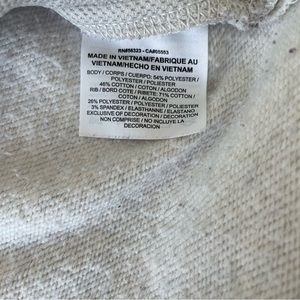 RN#56323 - CA#05553
MADE IN VIETNAM/FABRIQUE AU
VIETNAM/HECHO EN VIETNAM
BODY / CORPS / CUERPO: 54% POLYESTER
/ POLYESTER / POLIESTER
46% COTTON / COTON / ALGODON
RIB / BORD COTE / RIBETE: 71% COTTON /
COTON / ALGODON
26% POLYESTER / POLYESTER / POLIESTER
3% SPANDEX / ELASTHANNE / ELASTANO
EXCLUSIVE OF DECORATION / DECORATION
NON COMPRISE / NO INCLUYE LA
DECORACION